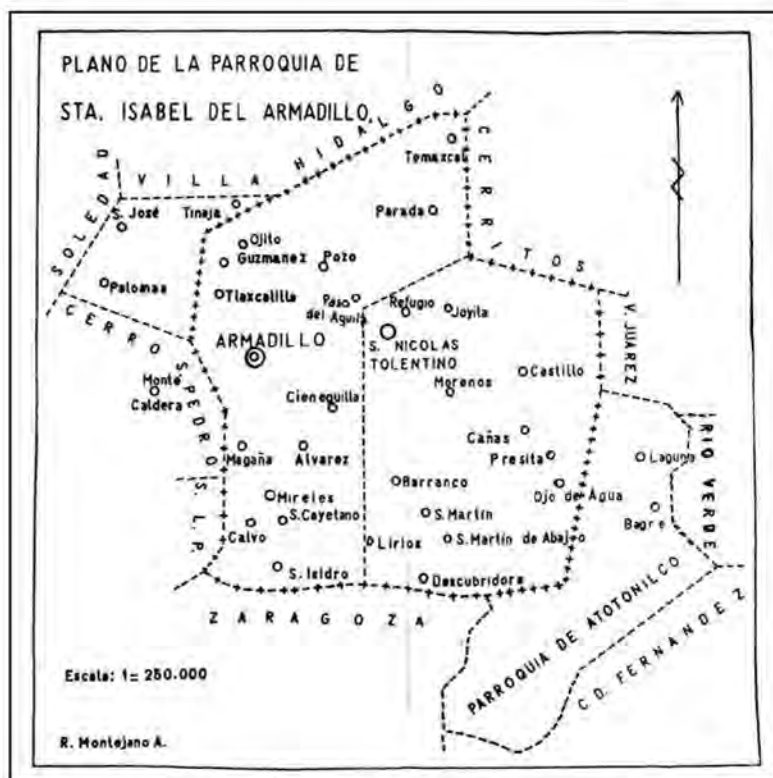 PLANO DE LA PARROQUIA DE
STA. ISABEL DEL ARMADILLO.
VILLA HIDALGO
CERRITOS
SOLEDAD
Temazcal
S. José
Tinaja
Parada
Ojito
Guzmanez
Pozo
Palomas
Tlaxcalilla
Paso del Aguila
Refugio
Joyita
CERRO S. PEDRO
ARMADILLO
S. NICOLAS
TOLENTINO
V. JUAREZ
Monte
Caldera
Cieneguilla
Morenos
Castillo
Cañas
Presita
RIO VERDE
Laguna
Magaña
Alvarez
S. L. P.
Mireles
Barranco
Ojo de Agua
S. Cayetano
Calvo
S. Martín
Bagre
Lirios
S. Martín de Abajo
S. Isidro
Descubridora
ZARAGOZA
PARROQUIA DE ATOTONILCO
CD. FERNANDEZ
Escala: 1= 250.000
R. Montejano A.